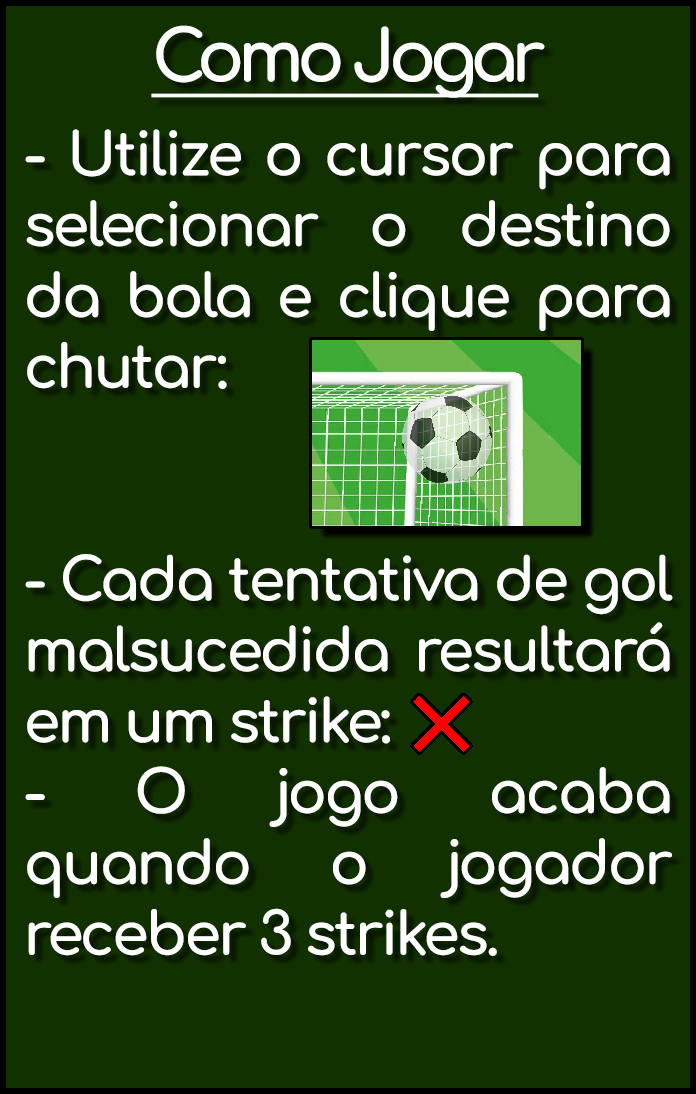 Como Jogar
- Utilize o cursor para
selecionar o destino
da bola e clique para
chutar:
- Cada tentativa de gol
malsucedida resultará
em um strike:
- O jogo acaba
quando o jogador
receber 3 strikes.